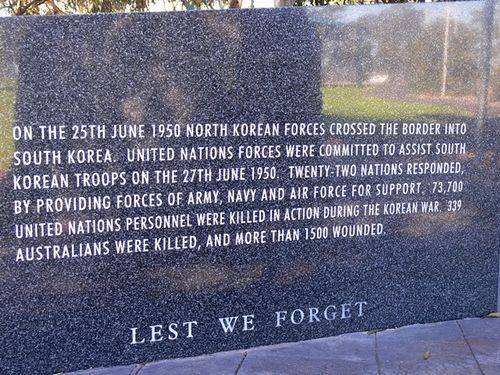 ON THE 25TH JUNE 1950 NORTH KOREAN FORCES CROSSED THE BORDER INTO
SOUTH KOREA. UNITED NATIONS FORCES WERE COMMITTED TO ASSIST SOUTH
KOREAN TROOPS ON THE 27TH JUNE 1950. TWENTY-TWO NATIONS RESPONDED,
BY PROVIDING FORCES OF ARMY, NAVY AND AIR FORCE FOR SUPPORT. 73,700
UNITED NATIONS PERSONNEL WERE KILLED IN ACTION DURING THE KOREAN WAR. 339
AUSTRALIANS WERE KILLED, AND MORE THAN 1500 WOUNDED.
LEST WE FORGET